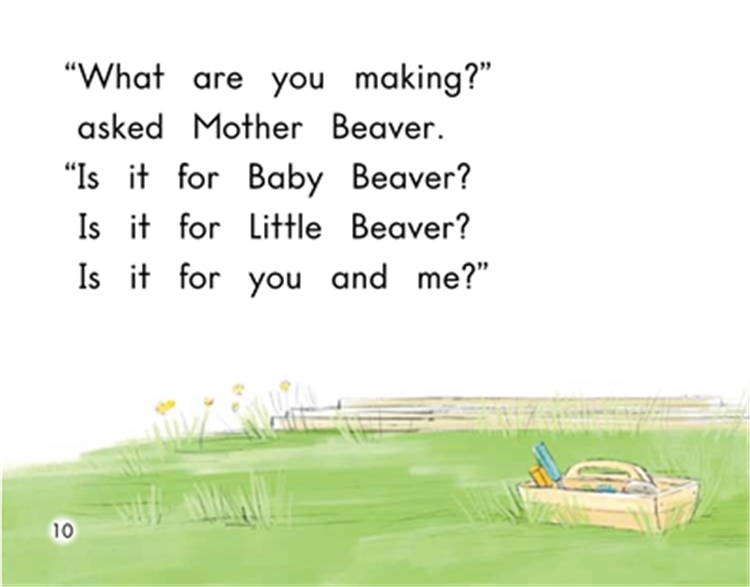 “What are you making?”
asked Mother Beaver.
“Is it for Baby Beaver?
Is it for Little Beaver?
Is it for you and me?”
10